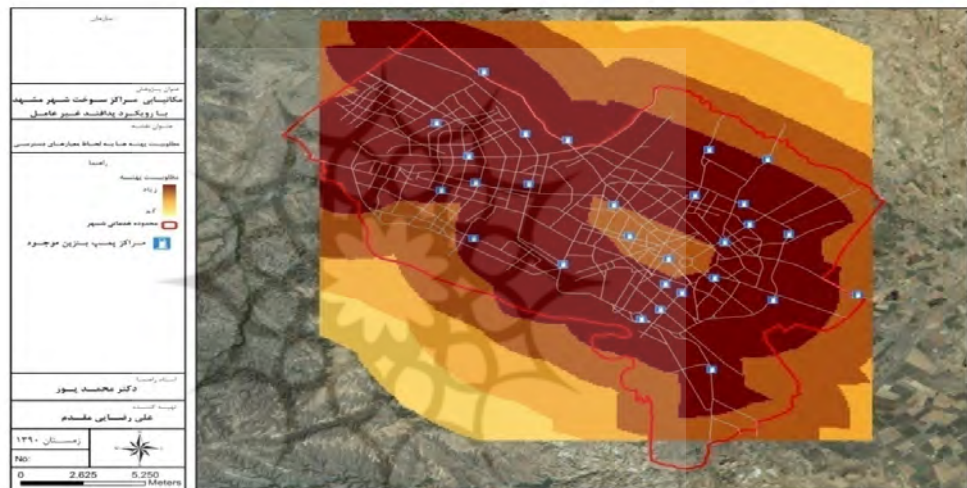 سازمان
عنوان پژوهش
مکانیابی مراکز سوخت شهر مشهد
با رویکرد پدافند غیر عامل
عنوان نقشه
مطلوبیت پهنه ها به لحاظ معیارهای دسترسی
راهنما
مطلوبیت پهنه
زیاد
کم
محدوده خدماتی شهر
مراکز پمپ بنزین موجود
استاد راهنما
دکتر محمد پور
تهیه کننده
علی رضایی مقدم
زمستان ۱۳۹۰
No:
0 2.625 5.250
Meters